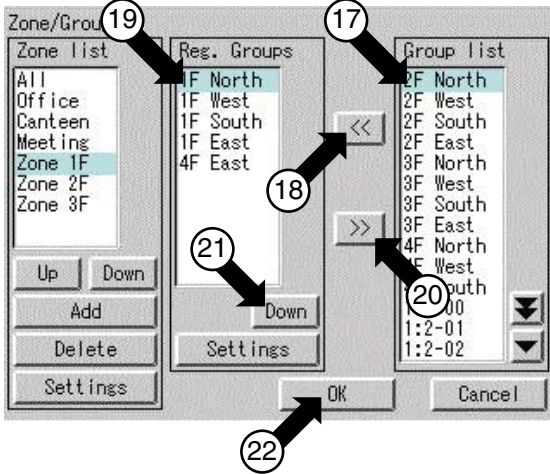 Zone/Grou
19
17
Zone list
All
Office
Canteen
Meeting
Zone 1F
Zone 2F
Zone 3F
Up
Down
Add
Delete
Settings
Reg. Groups
1F North
1F West
1F South
1F East
4F East
21
Down
Settings
<<
18
>>
20
Group list
2F North
2F West
2F South
2F East
3F North
3F West
3F South
3F East
4F North
West
1:2-01
1:2-02
OK
Cancel
22